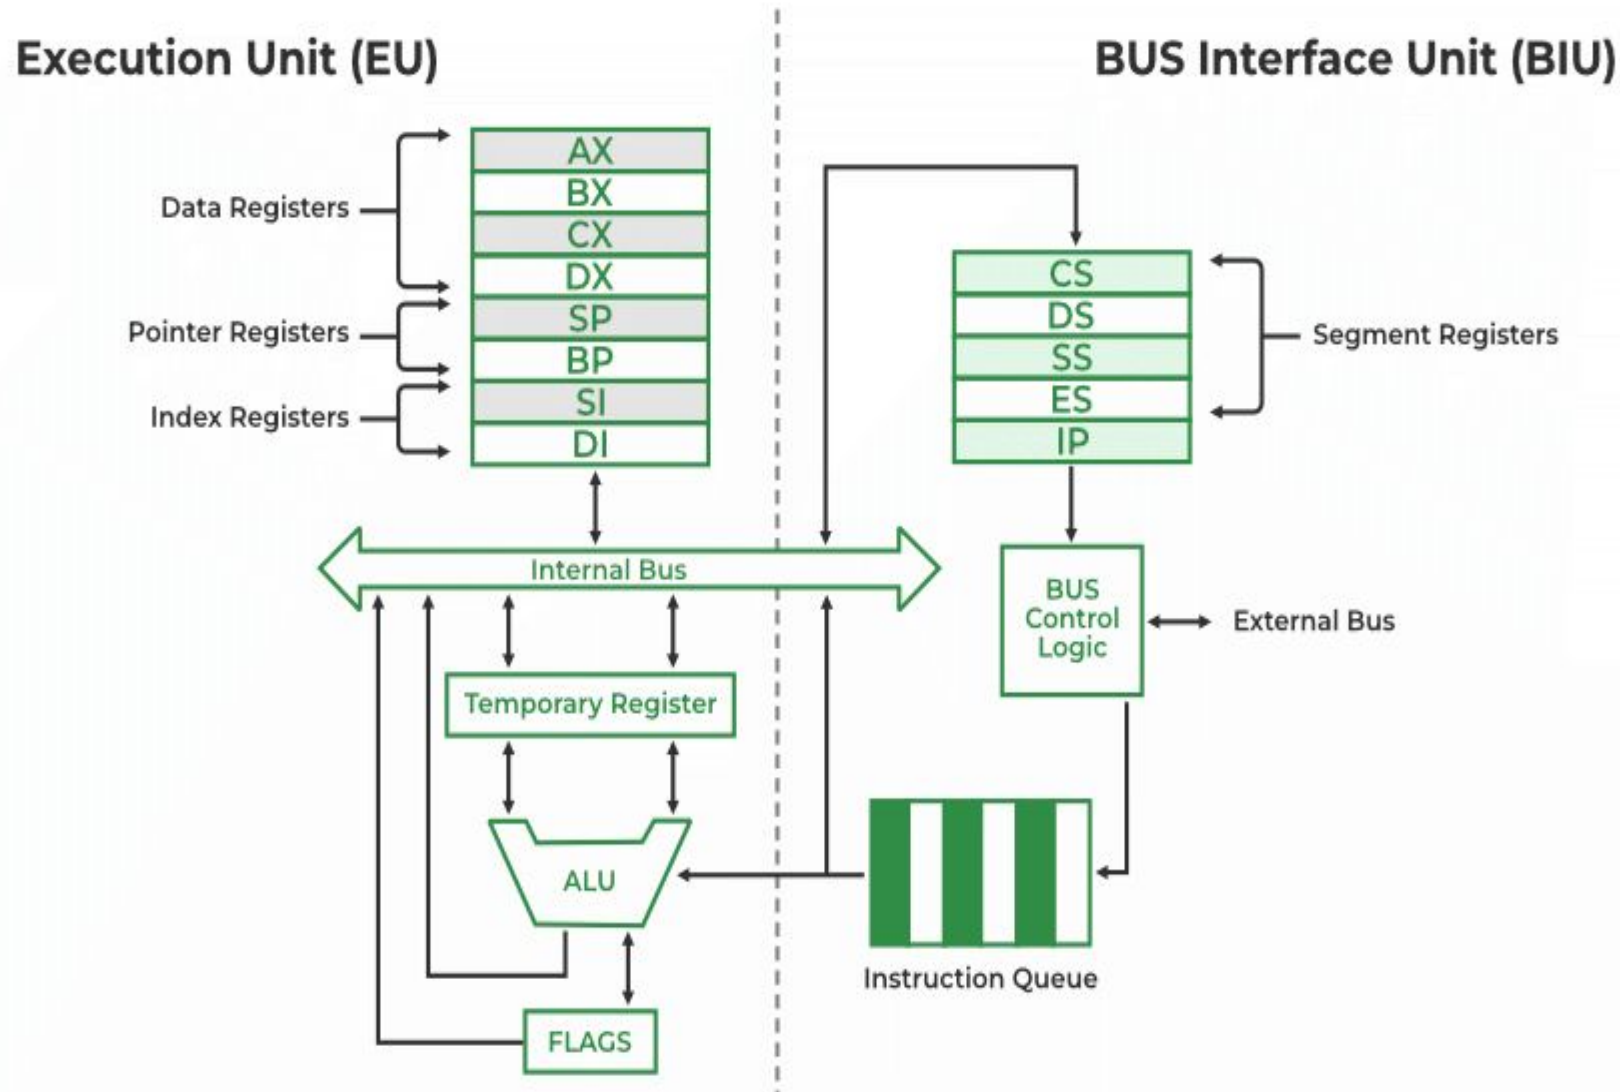 Execution Unit (EU)
BUS Interface Unit (BIU)
AX
BX
CX
DX
SP
BP
SI
DI
Data Registers
Pointer Registers
Index Registers
CS
DS
SS
ES
IP
Segment Registers
Internal Bus
BUS
Control
Logic
External Bus
Temporary Register
ALU
Instruction Queue
FLAGS